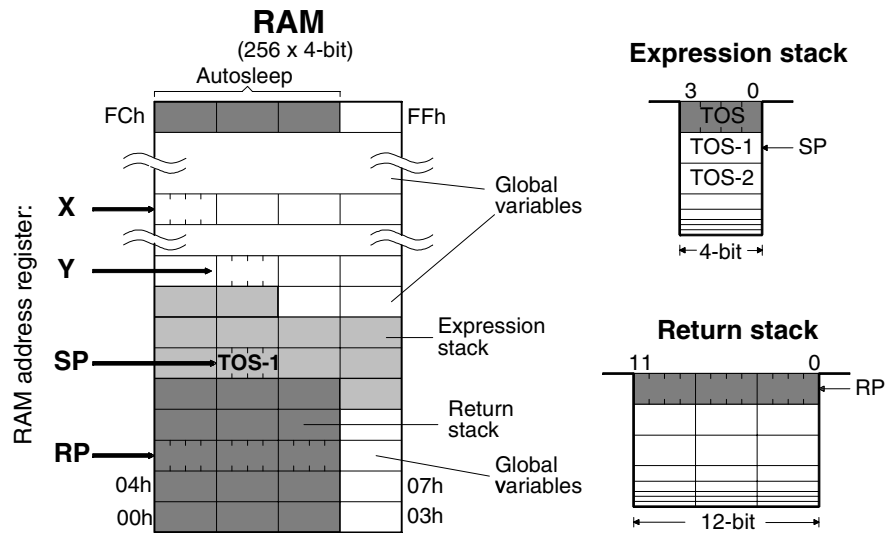 RAM
(256 x 4-bit)
Autosleep
FCh
FFh
Global
variables
X
Y
SP
TOS-1
RP
RAM address register:
Expression
stack
Return
stack
Global
variables
04h
07h
00h
03h
Expression stack
3 0
TOS
TOS-1
SP
TOS-2
4-bit
Return stack
11 0
RP
12-bit